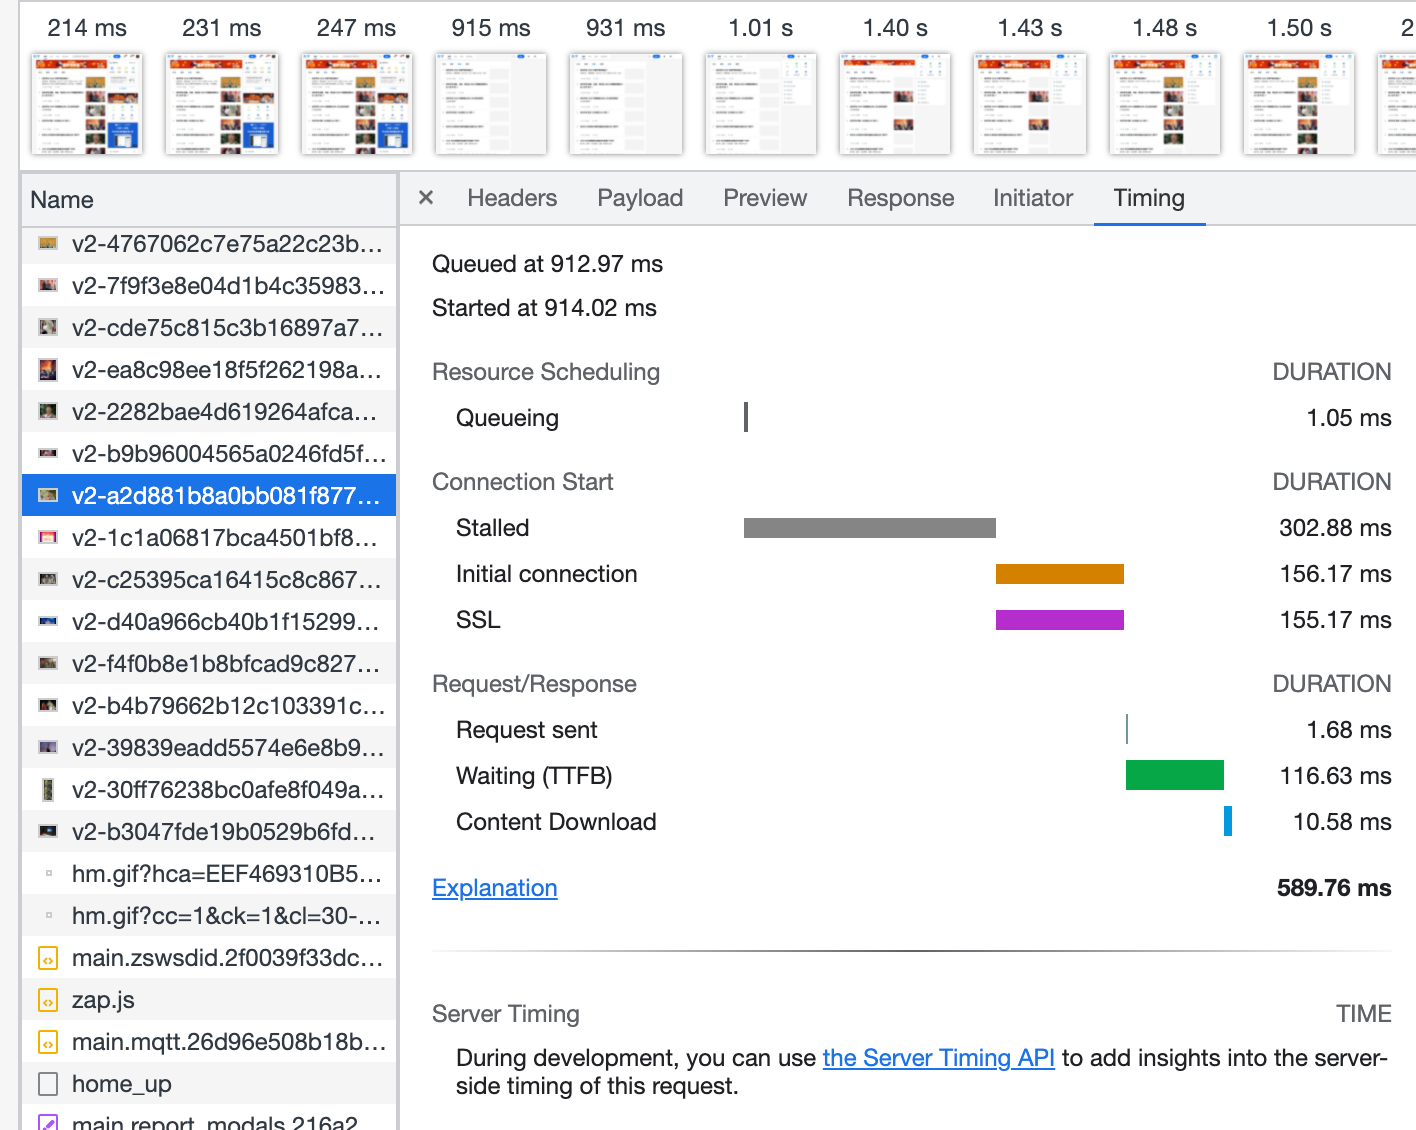 214 ms 231 ms 247 ms 915 ms 931 ms 1.01 s 1.40 s 1.43 s 1.48 s 1.50 s 2
Name
v2-4767062c7e75a22c23b…
v2-7f9f3e8e04d1b4c35983…
v2-cde75c815c3b16897a7…
v2-ea8c98ee18f5f262198a…
v2-2282bae4d619264afca…
v2-b9b96004565a0246fd5f…
v2-a2d881b8a0bb081f877…
v2-1c1a06817bca4501bf8…
v2-c25395ca16415c8c867…
v2-d40a966cb40b1f15299…
v2-f4f0b8e1b8bfcad9c827…
v2-b4b79662b12c103391c…
v2-39839eadd5574e6e8b9…
v2-30ff76238bc0afe8f049a…
v2-b3047fde19b0529b6fd…
hm.gif?hca=EEF469310B5…
hm.gif?cc=1&ck=1&cl=30-…
main.zswsdid.2f0039f33dc…
zap.js
main.mqtt.26d96e508b18b…
home_up
main.report_modals.216a2
× Headers Payload Preview Response Initiator Timing
Queued at 912.97 ms
Started at 914.02 ms
Resource Scheduling DURATION
Queueing 1.05 ms
Connection Start DURATION
Stalled 302.88 ms
Initial connection 156.17 ms
SSL 155.17 ms
Request/Response DURATION
Request sent 1.68 ms
Waiting (TTFB) 116.63 ms
Content Download 10.58 ms
Explanation 589.76 ms
Server Timing TIME
During development, you can use the Server Timing API to add insights into the server-
side timing of this request.